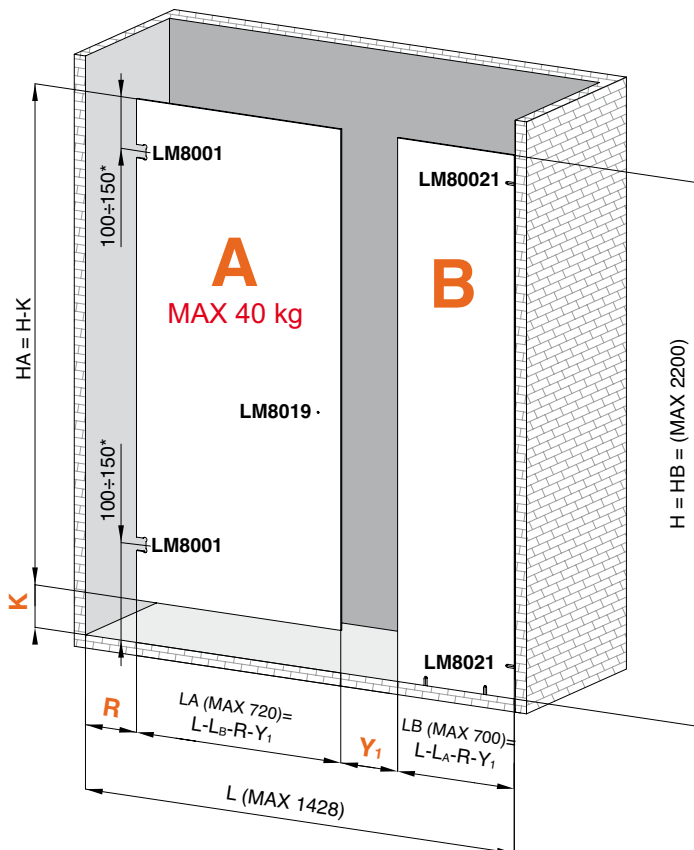 LM8001
LM80021
100÷150*
A
B
MAX 40 kg
HA = H-K
LM8019
H = HB = (MAX 2200)
100÷150*
LM8001
K
LM8021
R
LA (MAX 720)=
L-LB-R-Y1
Y1
LB (MAX 700)=
L-LA-R-Y1
L (MAX 1428)